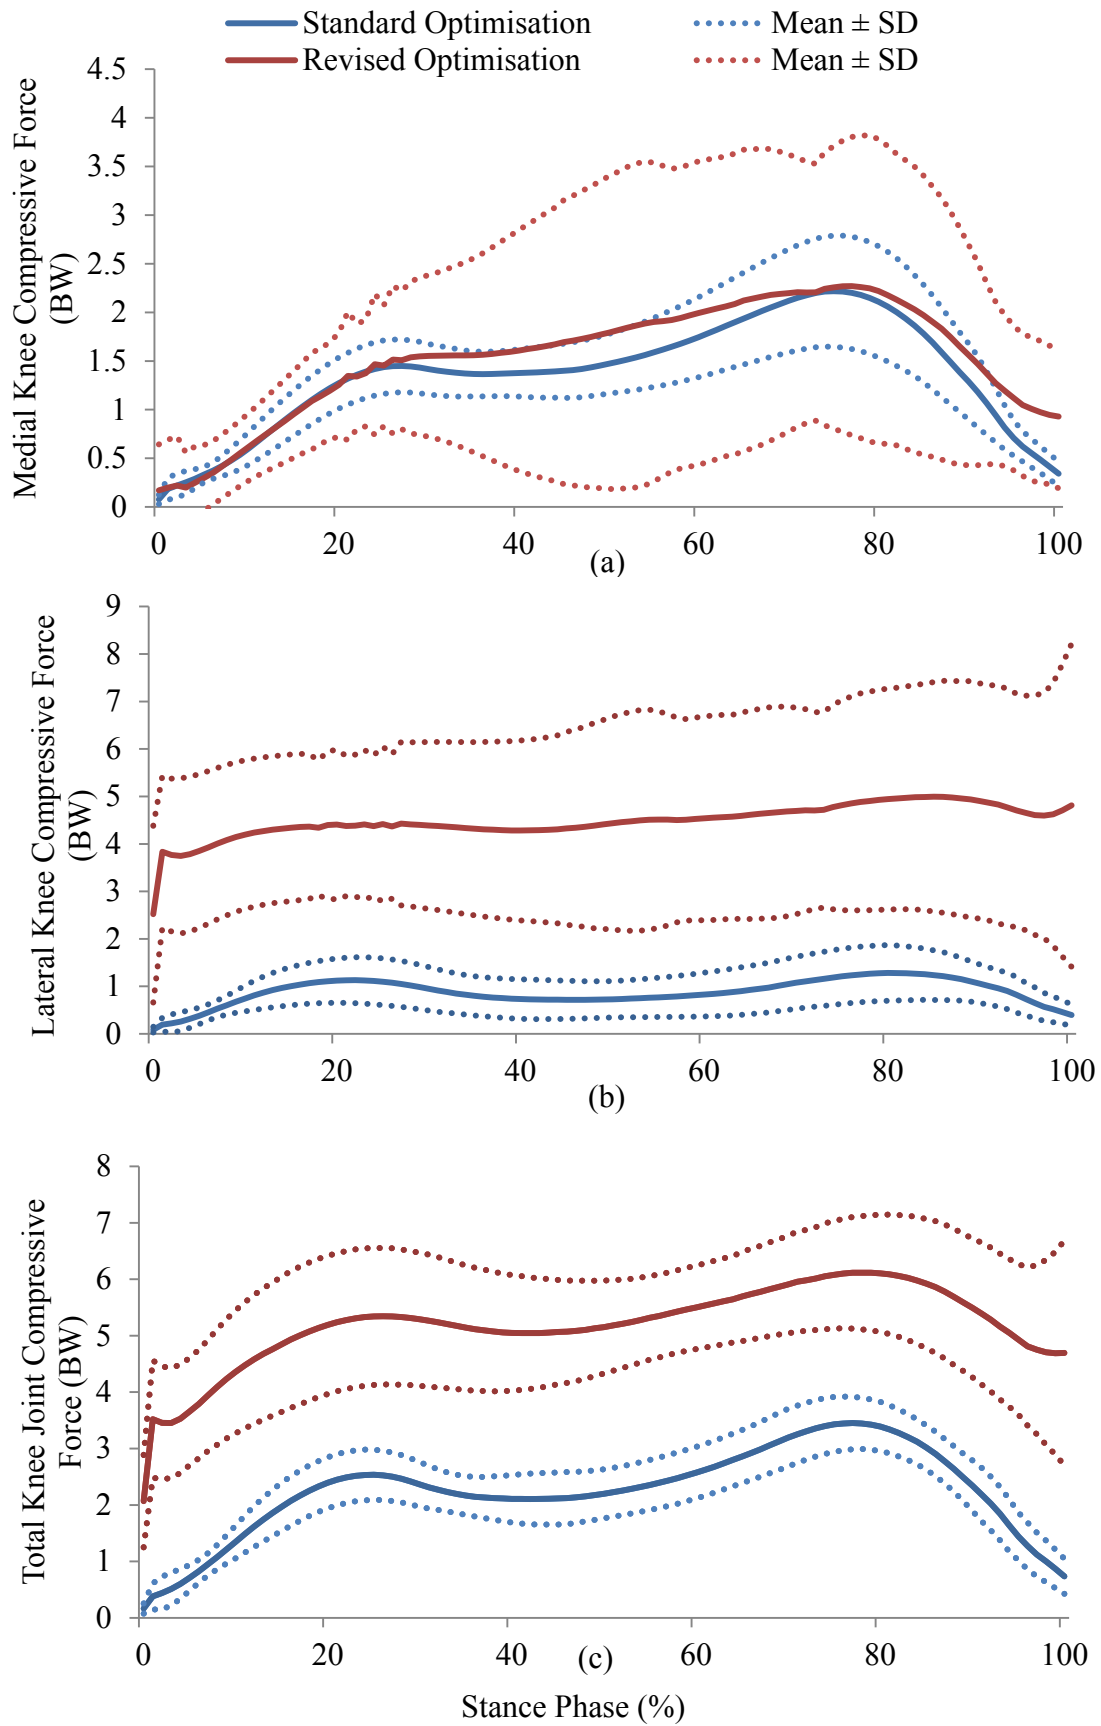 Standard Optimisation Mean ± SD
Revised Optimisation Mean ± SD
Medial Knee Compressive Force
(BW)
4.5
4
3.5
3
2.5
2
1.5
1
0.5
0
0 20 40 60 80 100
(a)
Lateral Knee Compressive Force
(BW)
9
8
7
6
5
4
3
2
1
0
0 20 40 60 80 100
(b)
Total Knee Joint Compressive
Force (BW)
8
7
6
5
4
3
2
1
0
0 20 40 60 80 100
(c)
Stance Phase (%)